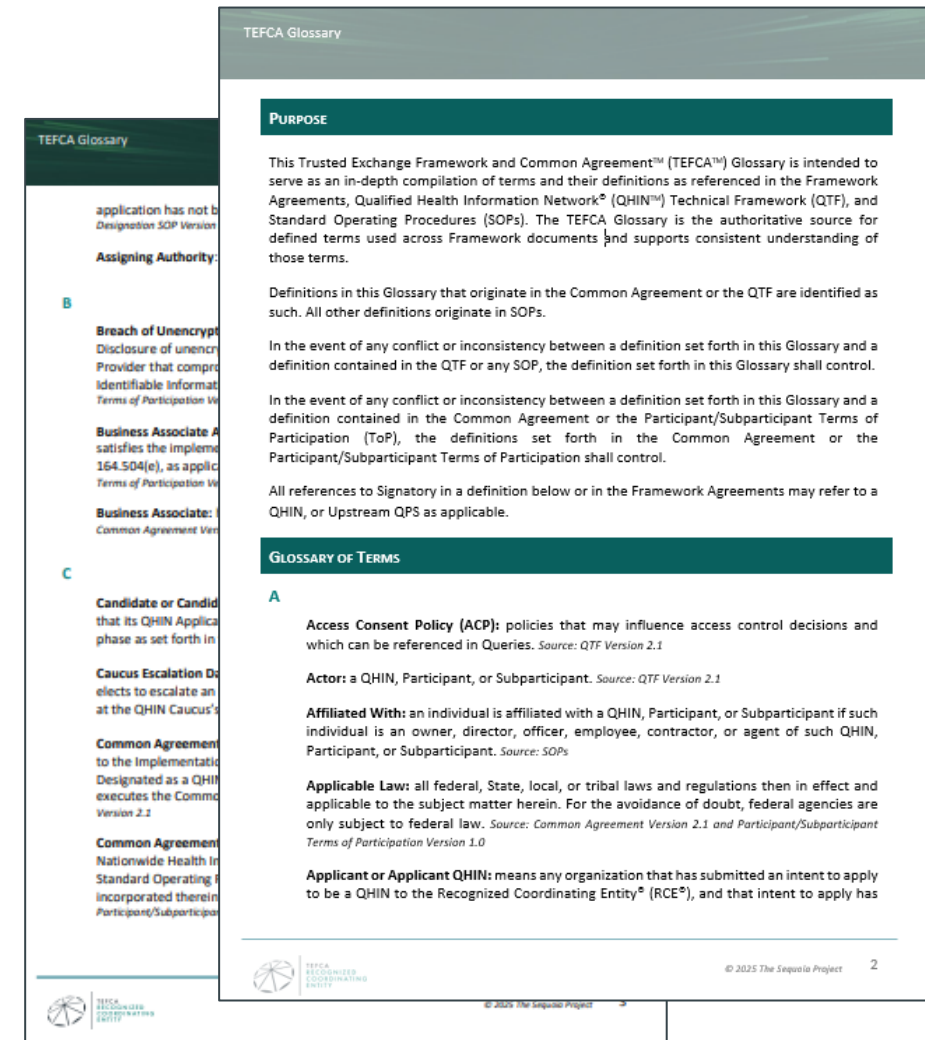 TEFCA Glossary
PURPOSE
This Trusted Exchange Framework and Common Agreement™ (TEFCA™) Glossary is intended to
serve as an in-depth compilation of terms and their definitions as referenced in the Framework
Agreements, Qualified Health Information Network® (QHIN™) Technical Framework (QTF), and
Standard Operating Procedures (SOPs). The TEFCA Glossary is the authoritative source for
defined terms used across Framework documents and supports consistent understanding of
those terms.
Definitions in this Glossary that originate in the Common Agreement or the QTF are identified as
such. All other definitions originate in SOPs.
In the event of any conflict or inconsistency between a definition set forth in this Glossary and a
definition contained in the QTF or any SOP, the definition set forth in this Glossary shall control.
In the event of any conflict or inconsistency between a definition set forth in this Glossary and a
definition contained in the Common Agreement or the Participant/Subparticipant Terms of
Participation (ToP), the definitions set forth in the Common Agreement or the
Participant/Subparticipant Terms of Participation shall control.
All references to Signatory in a definition below or in the Framework Agreements may refer to a
QHIN, or Upstream QPS as applicable.
GLOSSARY OF TERMS
A
Access Consent Policy (ACP): policies that may influence access control decisions and
which can be referenced in Queries. Source: QTF Version 2.1
Actor: a QHIN, Participant, or Subparticipant. Source: QTF Version 2.1
Affiliated With: an individual is affiliated with a QHIN, Participant, or Subparticipant if such
individual is an owner, director, officer, employee, contractor, or agent of such QHIN,
Participant, or Subparticipant. Source: SOPs
Applicable Law: all federal, State, local, or tribal laws and regulations then in effect and
applicable to the subject matter herein. For the avoidance of doubt, federal agencies are
only subject to federal law. Source: Common Agreement Version 2.1 and Participant/Subparticipant
Terms of Participation Version 1.0
Applicant or Applicant QHIN: means any organization that has submitted an intent to apply
to be a QHIN to the Recognized Coordinating Entity® (RCE®), and that intent to apply has
TEFCA
RECOGNIZED
COORDINATING
ENTITY
© 2025 The Sequoia Project 2
TEFCA Glossary
application has not b
Designation SOP Version
Assigning Authority:
B
Breach of Unencrypt
Disclosure of unencry
Provider that compro
Identifiable Informat
Terms of Participation Ve
Business Associate A
satisfies the impleme
164.504(e), as applic
Terms of Participation Ve
Business Associate:
Common Agreement Ver
C
Candidate or Candid
that its QHIN Applica
phase as set forth in
Caucus Escalation Da
elects to escalate an
at the QHIN Caucus's
Common Agreement
to the Implementatio
Designated as a QHIN
executes the Commo
Version 2.1
Common Agreement
Nationwide Health In
Standard Operating P
incorporated therein
Participant/Subparticipan
TEFCA
RECOGNIZED
COORDINATING
ENTITY
© 2025 The Sequoia Project